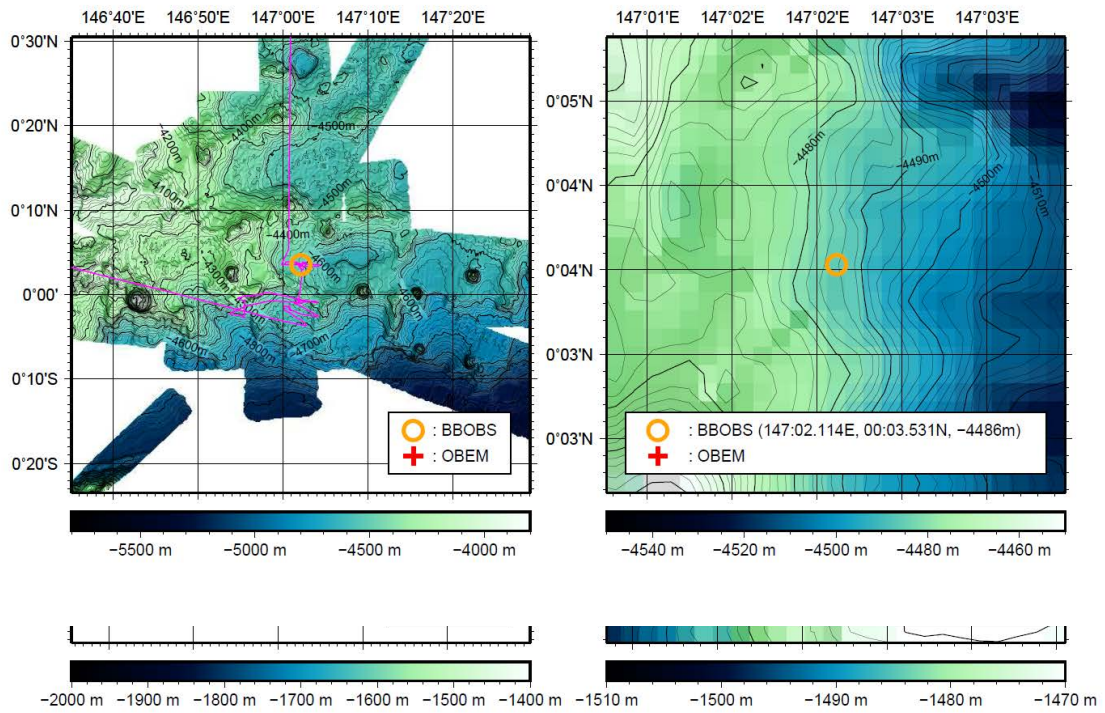 146°40'E 146°50'E 147°00'E 147°10'E 147°20'E
0°30'N
0°20'N
0°10'N
0°00'
0°10'S
0°20'S
−4200m
−4400m
−4500m
−4100m
−4500m
−4400m
−4600m
−4300m
−4600m
−4700m
: BBOBS
: OBEM
−5500 m −5000 m −4500 m −4000 m
147°01'E 147°02'E 147°02'E 147°03'E 147°03'E
0°05'N
0°04'N
0°04'N
0°03'N
0°03'N
−4480m
−4490m
−4500m
−4510m
: BBOBS (147:02.114E, 00:03.531N, −4486m)
: OBEM
−4540 m −4520 m −4500 m −4480 m −4460 m
−2000 m −1900 m −1800 m −1700 m −1600 m −1500 m −1400 m
−1510 m −1500 m −1490 m −1480 m −1470 m